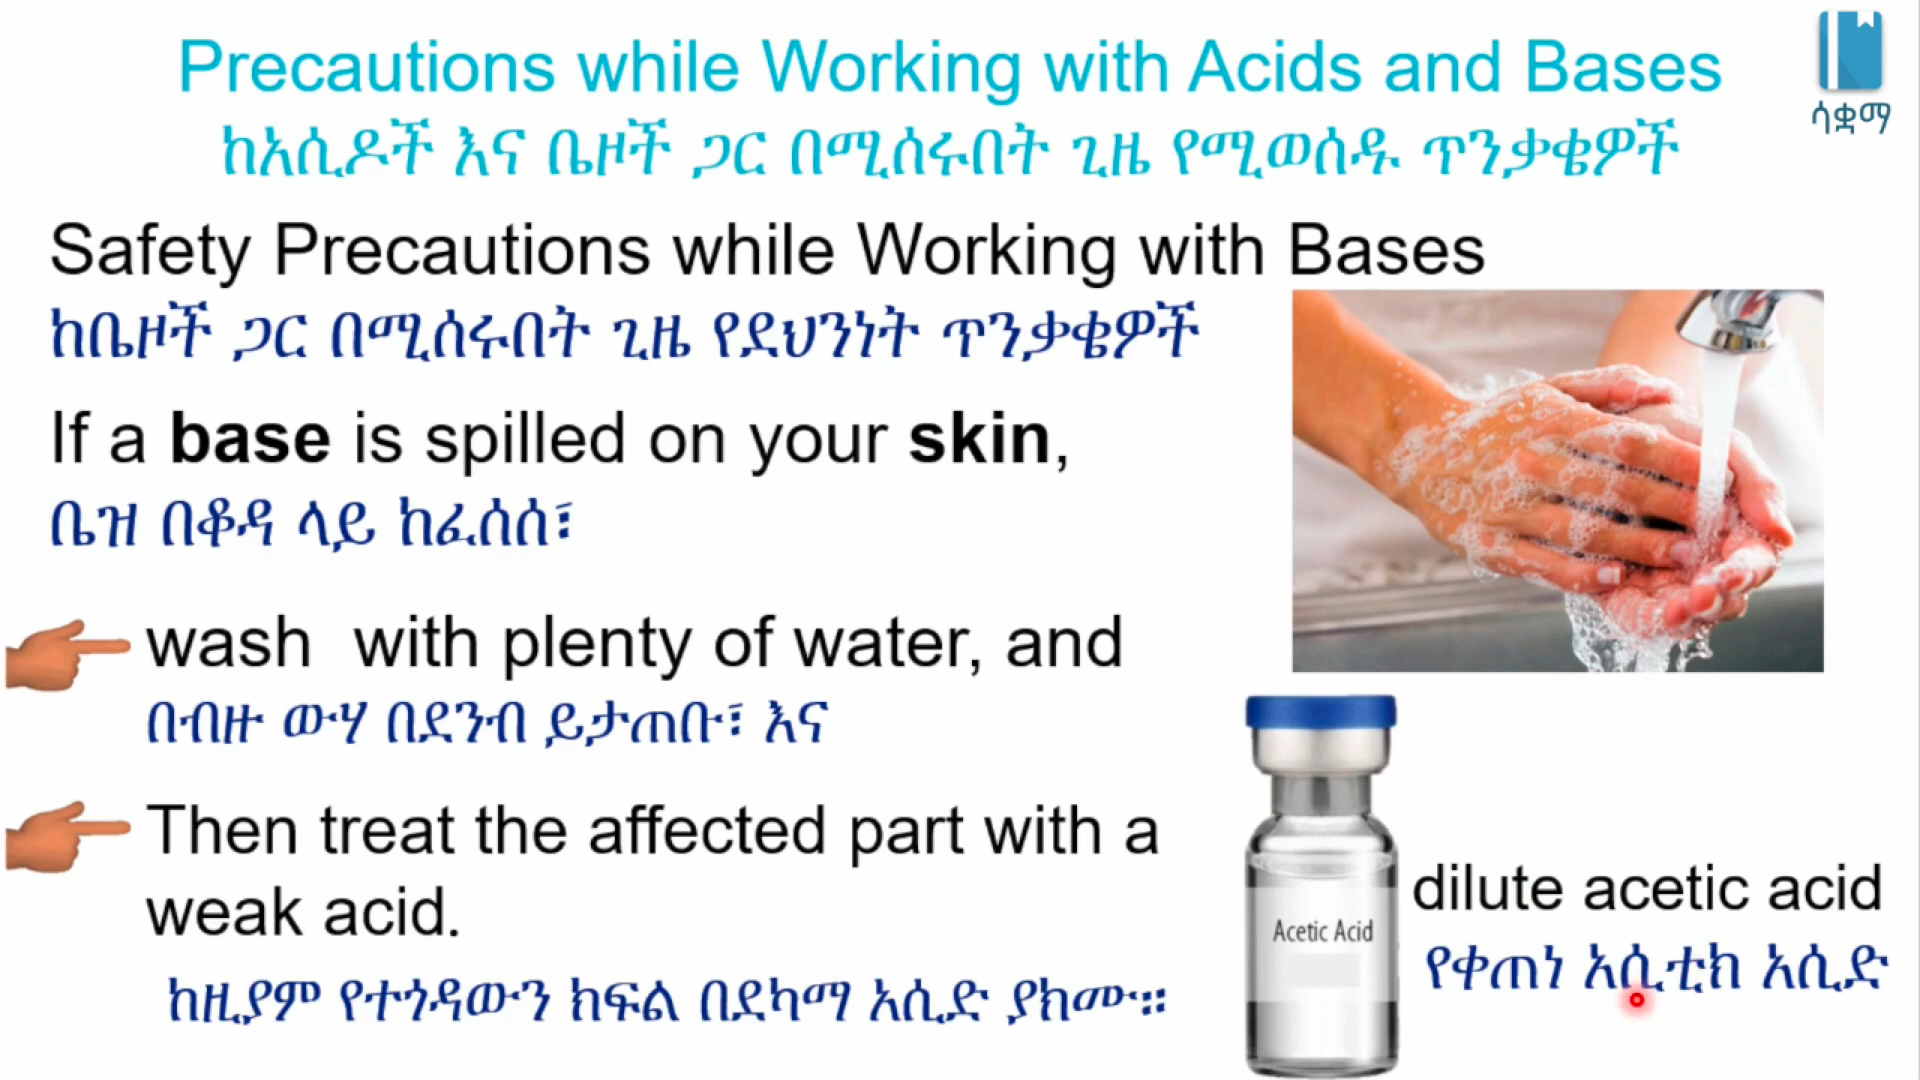 Precautions while Working with Acids and Bases
ሳቋማ
ከአሲዶች እና ቤዞች ጋር በሚሰሩበት ጊዜ የሚወሰዱ ጥንቃቄዎች
Safety Precautions while Working with Bases
ከቤዞች ጋር በሚሰሩበት ጊዜ የደህንነት ጥንቃቄዎች
If a base is spilled on your skin,
ቤዝ በቆዳ ላይ ከፈሰሰ፣
wash with plenty of water, and
በብዙ ውሃ በደንብ ይታጠቡ፣ እና
Then treat the affected part with a
weak acid.
ከዚያም የተጎዳውን ክፍል በደካማ አሲድ ያክሙ።
Acetic Acid
dilute acetic acid
የቀጠነ አሲቲክ አሲድ